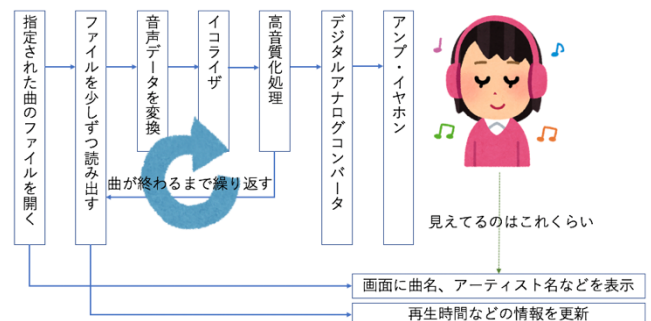 指定された曲のファイルを開く
ファイルを少しずつ読み出す
音声データを変換
イコライザ
高音質化処理
デジタルアナログコンバータ
アンプ・イヤホン
曲が終わるまで繰り返す
見えてるのはこれくらい
画面に曲名、アーティスト名などを表示
再生時間などの情報を更新